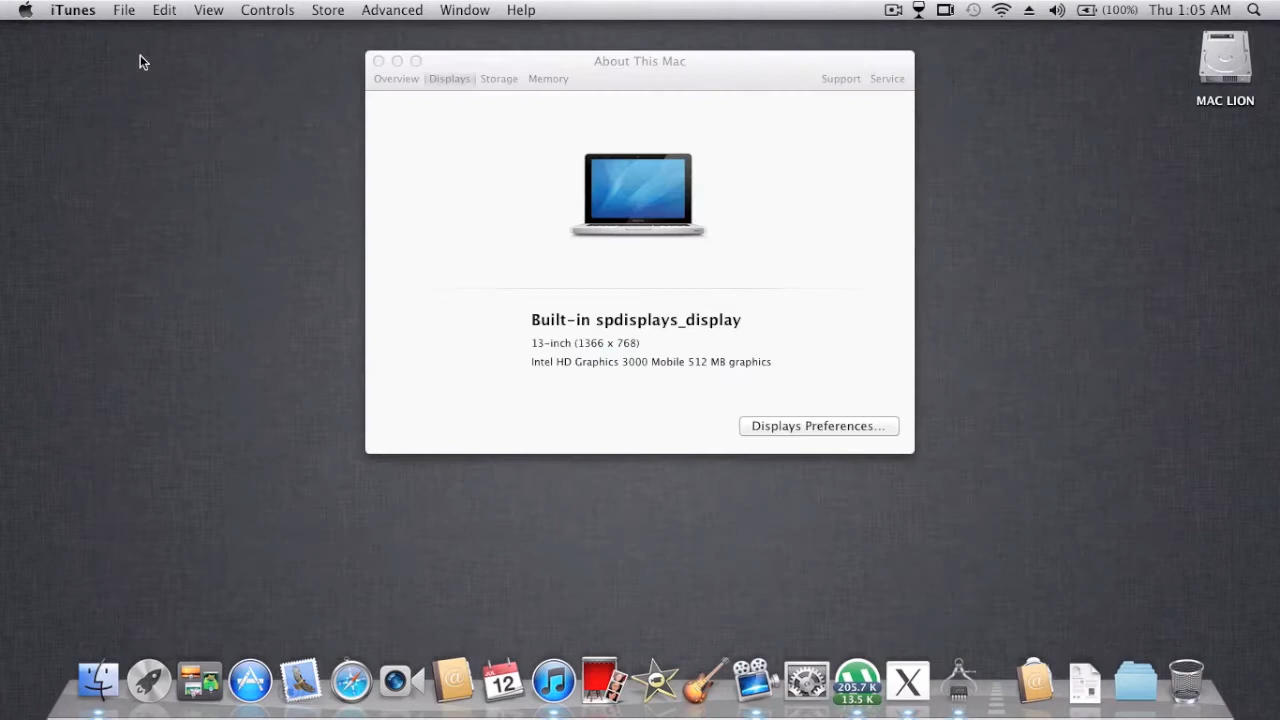 iTunes File Edit View Controls Store Advanced Window Help (100%) Thu 1:05 AM
About This Mac
Overview Displays Storage Memory Support Service
MAC LION
Built-in spdisplays_display
13-inch (1366 x 768)
Intel HD Graphics 3000 Mobile 512 MB graphics
Displays Preferences...
12
205.7 K
13.5 K
X